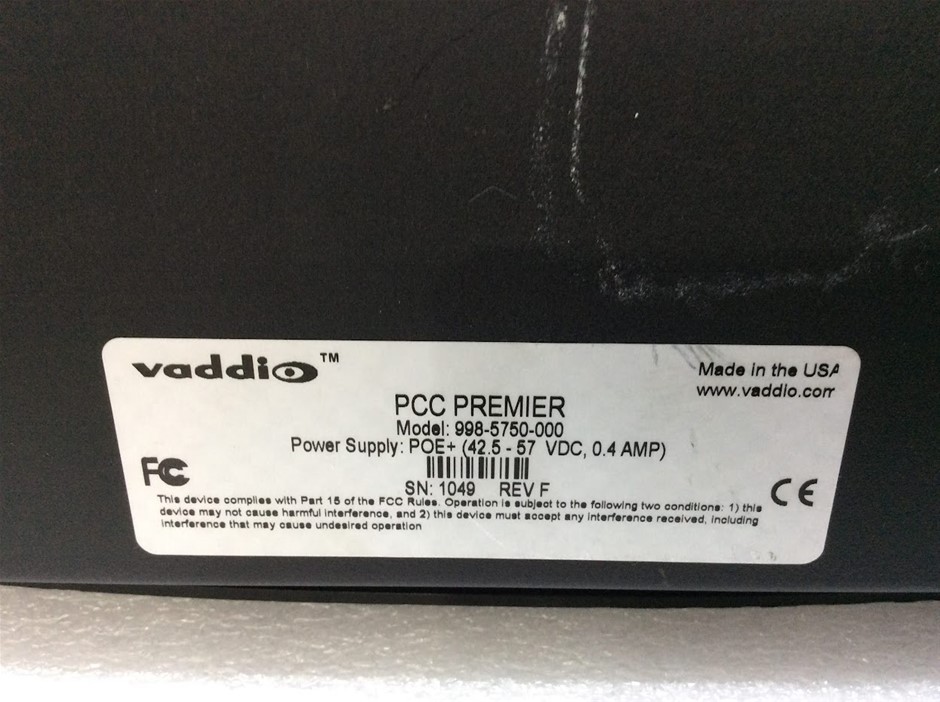 vaddio™
Made in the USA
www.vaddio.com
PCC PREMIER
Model: 998-5750-000
Power Supply: POE+ (42.5 - 57 VDC, 0.4 AMP)
FC
SN: 1049 REV F
CE
This device complies with Part 15 of the FCC Rules. Operation is subject to the following two conditions: 1) this
device may not cause harmful interference, and 2) this device must accept any interference received, including
interference that may cause undesired operation